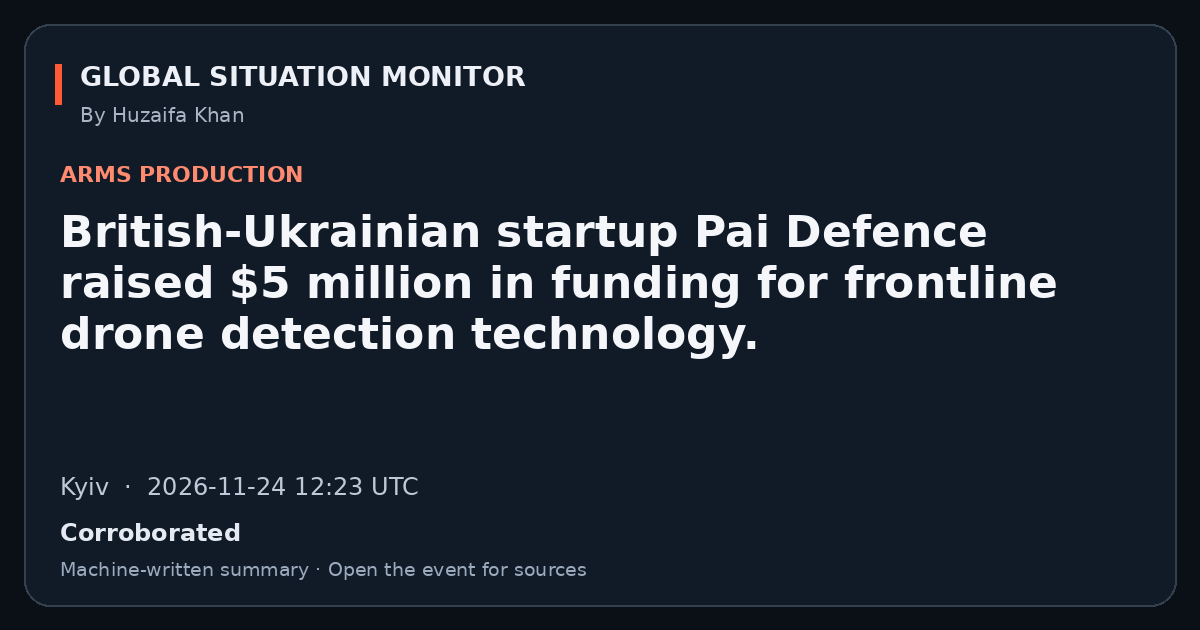 GLOBAL SITUATION MONITOR
By Huzaifa Khan
ARMS PRODUCTION
British-Ukrainian startup Pai Defence
raised $5 million in funding for frontline
drone detection technology.
Kyiv · 2026-11-24 12:23 UTC
Corroborated
Machine-written summary · Open the event for sources